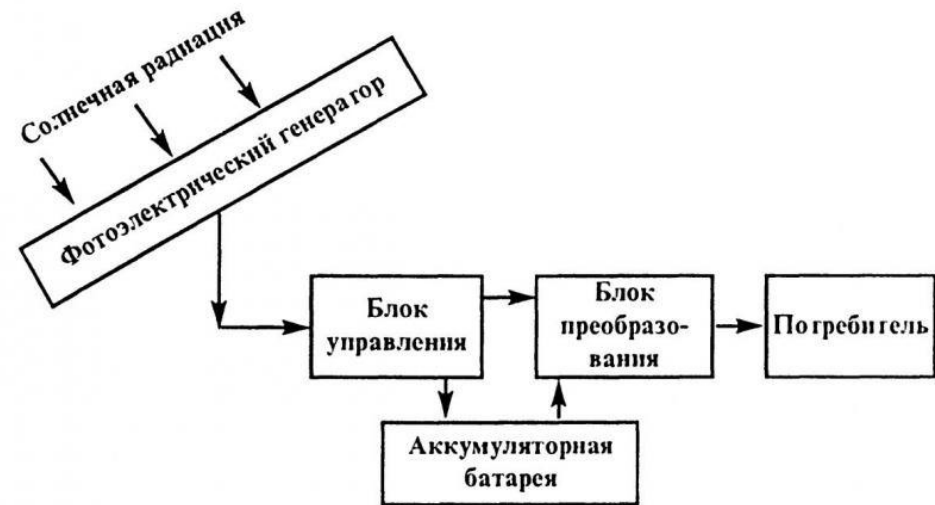 Солнечная радиация
Фотоэлектрический генератор
Блок
управления
Блок
преобразо-
вания
Потребитель
Аккумуляторная
батарея